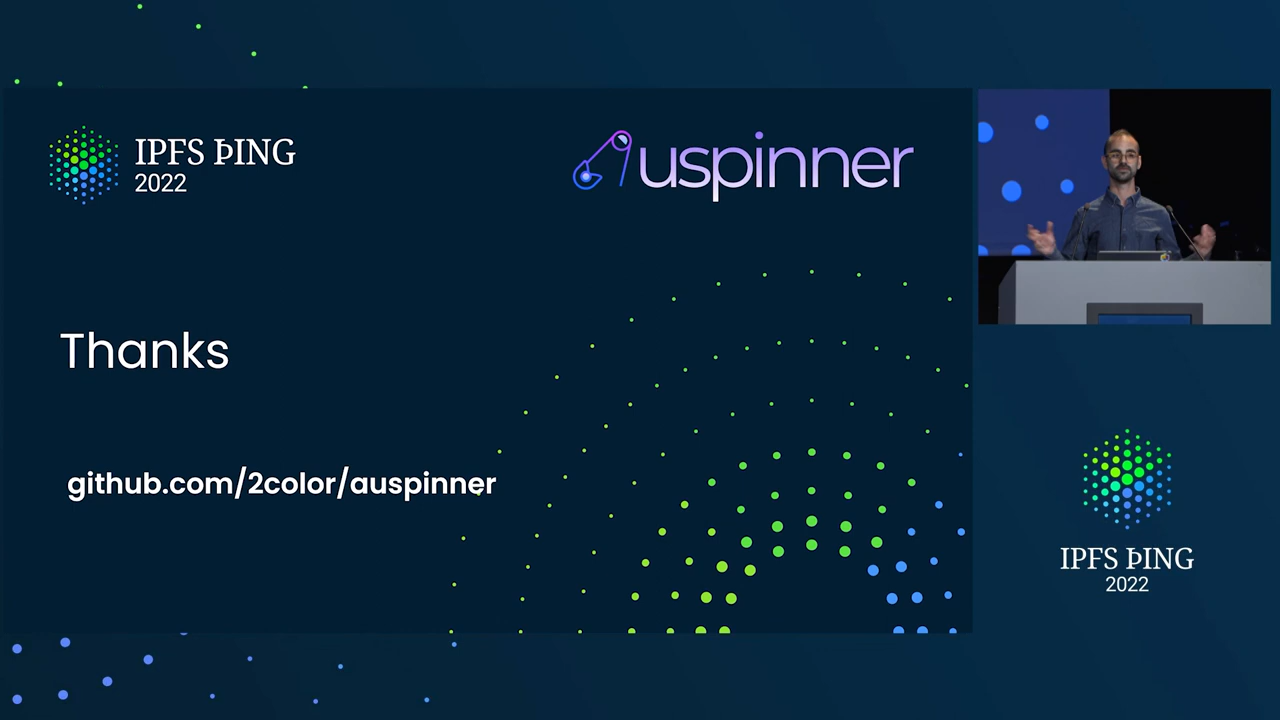 IPFS ÞING
2022
Auspinner
Thanks
github.com/2color/auspinner
IPFS ÞING
2022